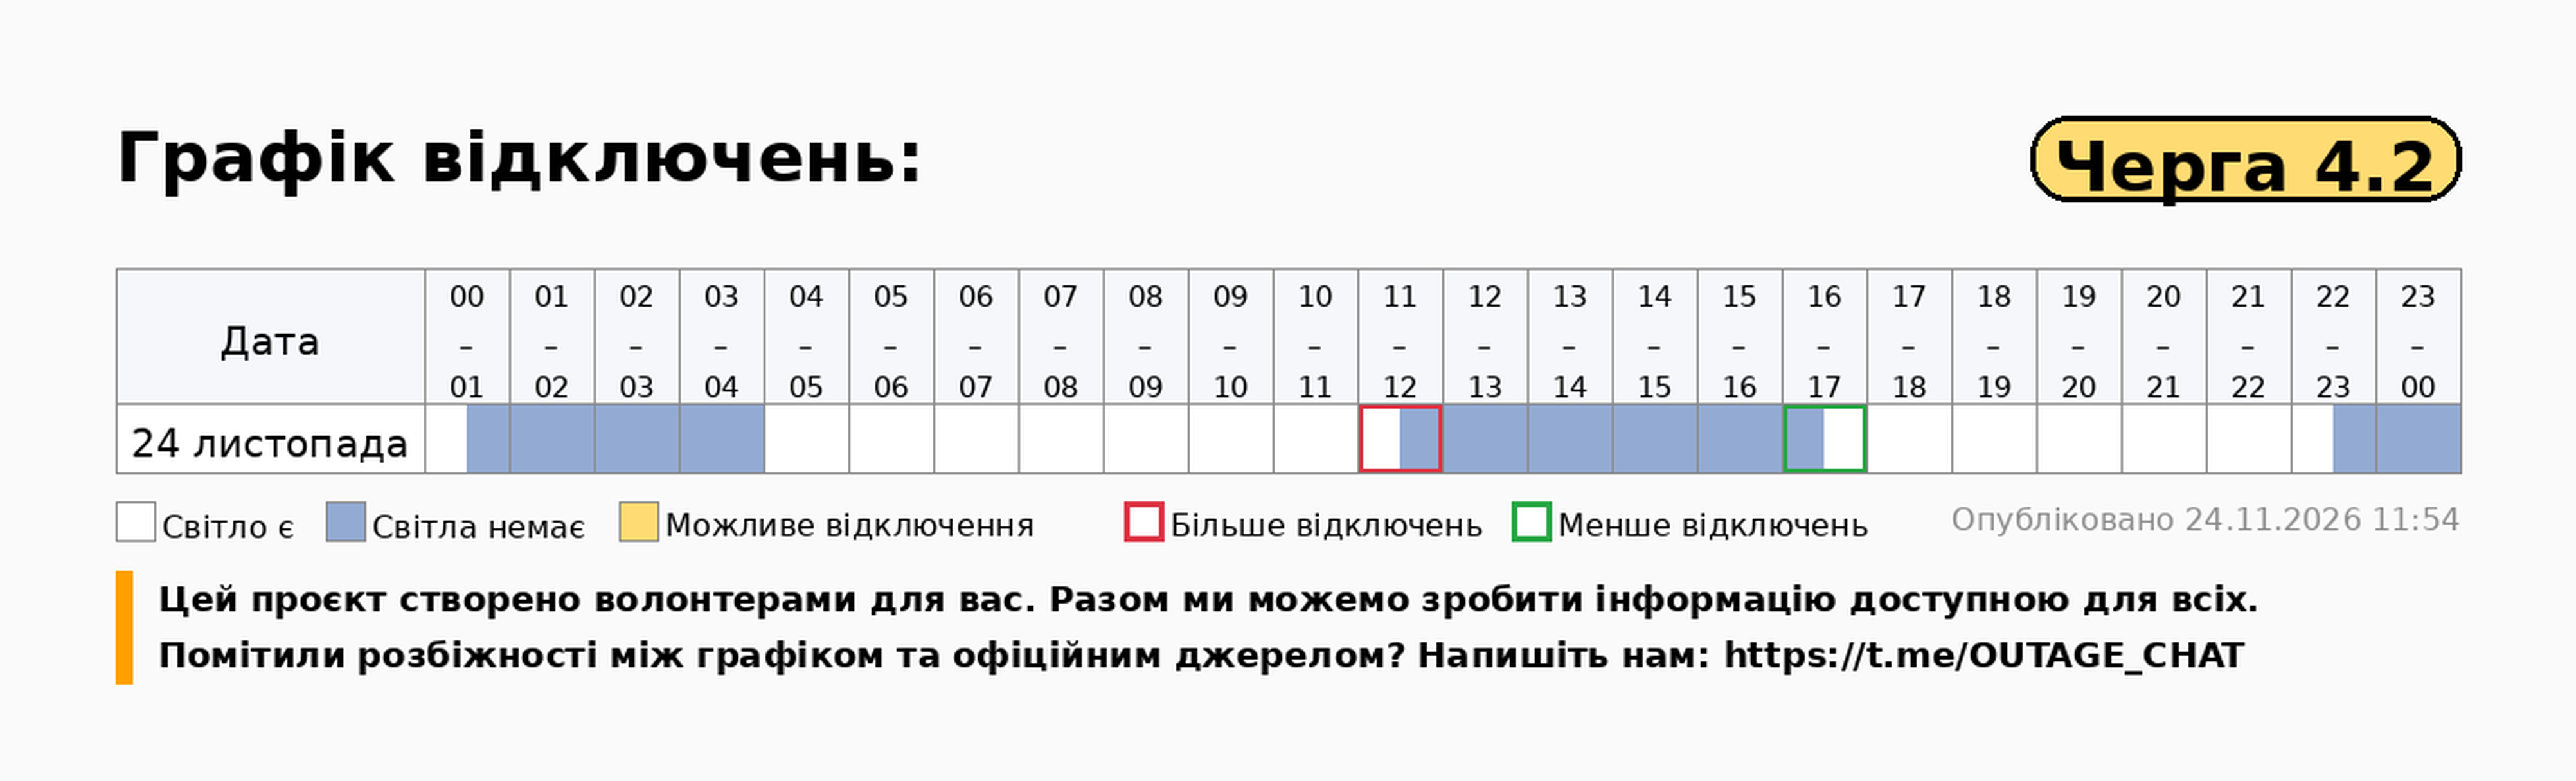 Графік відключень:
Черга 4.2
Дата
00 – 01
01 – 02
02 – 03
03 – 04
04 – 05
05 – 06
06 – 07
07 – 08
08 – 09
09 – 10
10 – 11
11 – 12
12 – 13
13 – 14
14 – 15
15 – 16
16 – 17
17 – 18
18 – 19
19 – 20
20 – 21
21 – 22
22 – 23
23 – 00
24 листопада
Світло є
Світла немає
Можливе відключення
Більше відключень
Менше відключень
Опубліковано 24.11.2026 11:54
Цей проєкт створено волонтерами для вас. Разом ми можемо зробити інформацію доступною для всіх.
Помітили розбіжності між графіком та офіційним джерелом? Напишіть нам: https://t.me/OUTAGE_CHAT